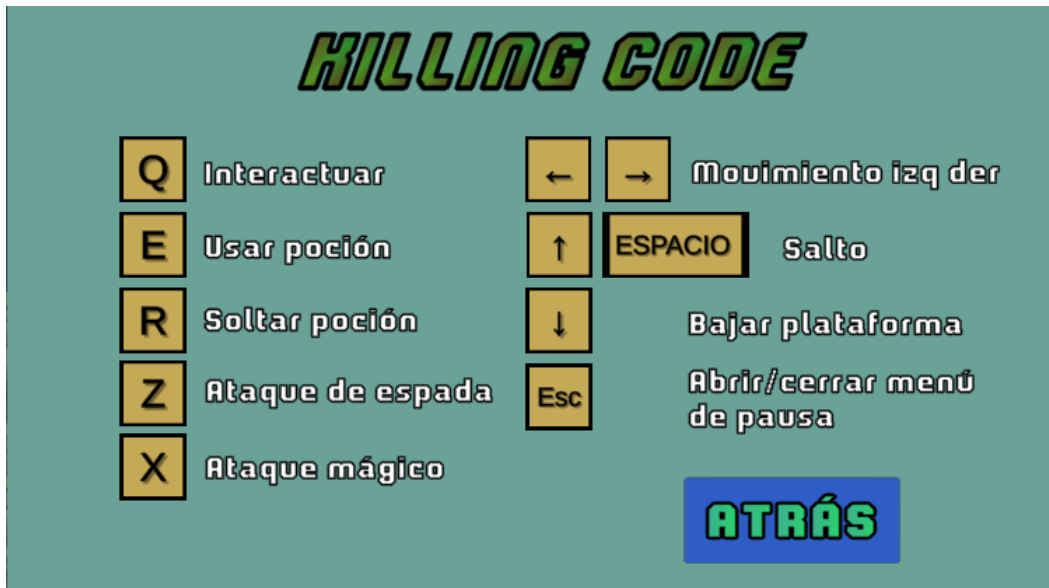 KILLING CODE
Q Interactuar
E Usar poción
R Soltar poción
Z Ataque de espada
X Ataque mágico
← → Movimiento izq der
↑ ESPACIO Salto
↓ Bajar plataforma
Esc Abrir/cerrar menú
de pausa
ATRÁS